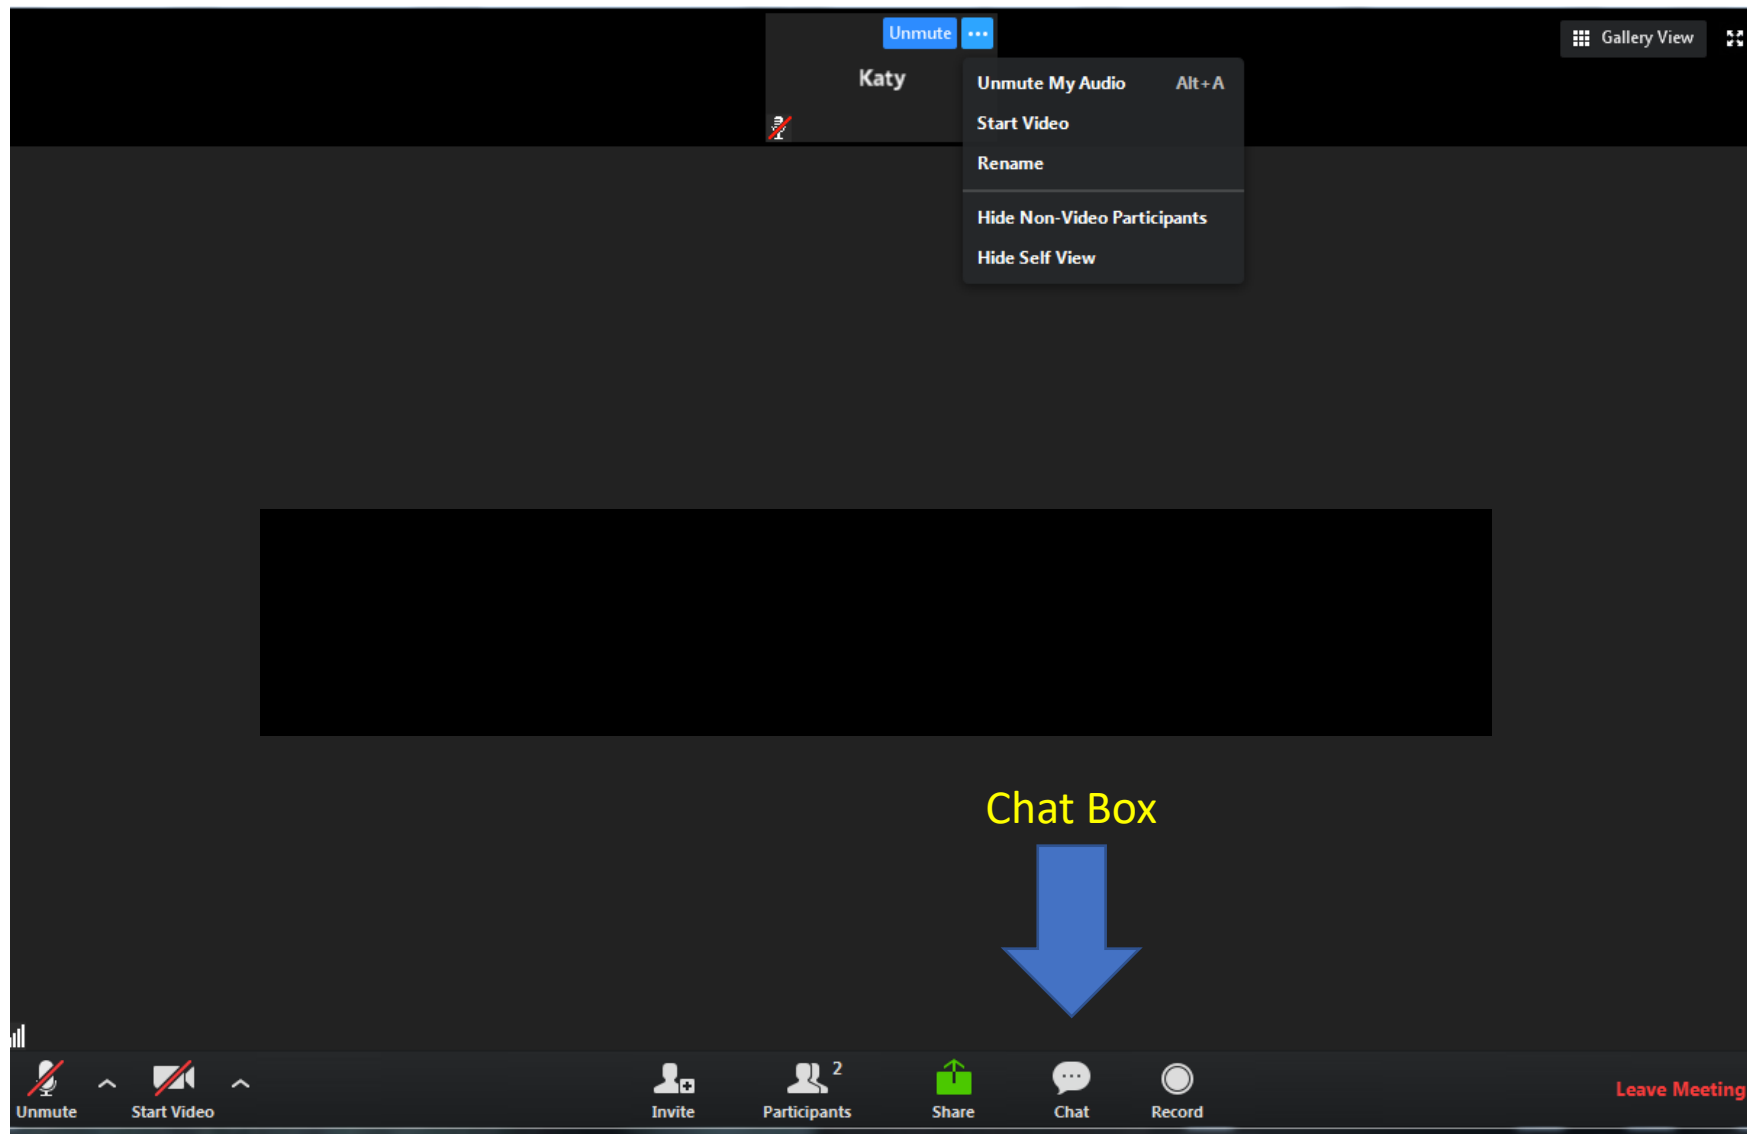 Unmute ...
Gallery View
Katy
Unmute My Audio Alt+A
Start Video
Rename
Hide Non-Video Participants
Hide Self View
Chat Box
2
Unmute
Start Video
Invite
Participants
Share
Chat
Record
Leave Meeting